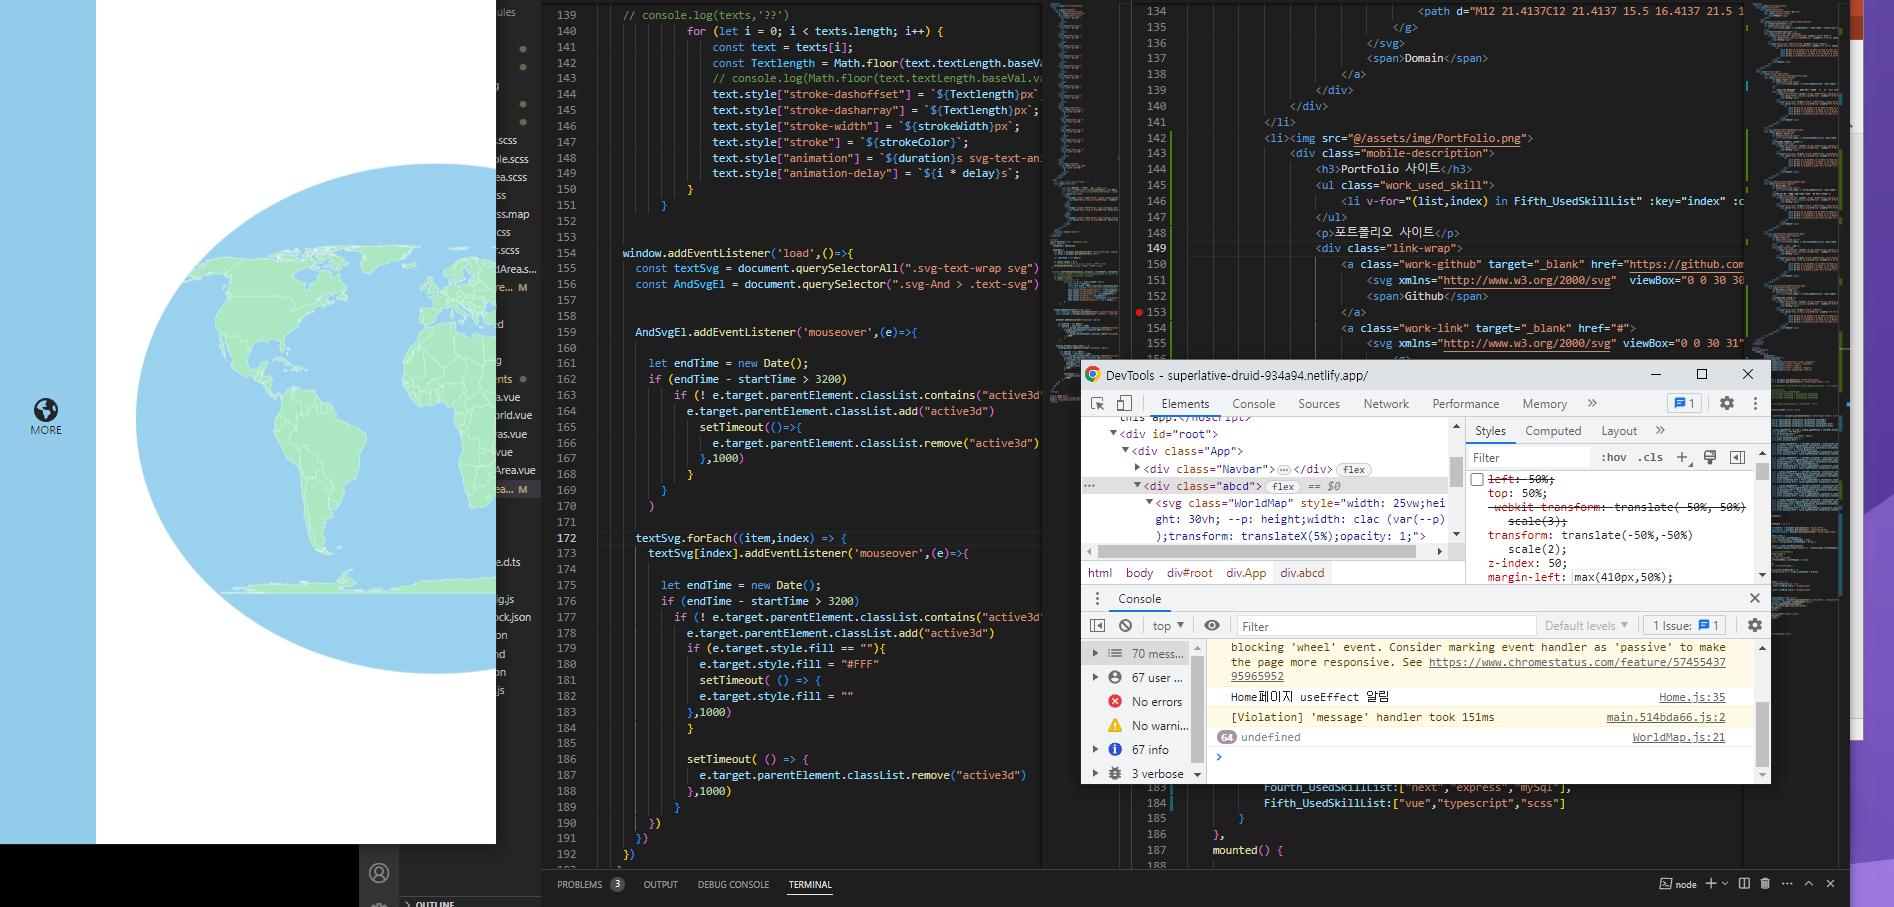 MORE
ules
.scss
ole.scss
ea.scss
ss
ss.map
css
r.scss
dArea.s...
re... M
ed
g
ents
a.vue
orld.vue
vas.vue
.vue
Area.vue
ea... M
e.d.ts
ig.js
ock.json
on
nd
on
.js
OUTLINE
139 // console.log(texts,'??')
140 for (let i = 0; i < texts.length; i++) {
141 const text = texts[i];
142 const Textlength = Math.floor(text.textLength.baseVa
143 // console.log(Math.floor(text.textLength.baseVal.va
144 text.style["stroke-dashoffset"] = `${Textlength}px`
145 text.style["stroke-dasharray"] = `${Textlength}px`;
146 text.style["stroke-width"] = `${strokeWidth}px`;
147 text.style["stroke"] = `${strokeColor}`;
148 text.style["animation"] = `${duration}s svg-text-ani
149 text.style["animation-delay"] = `${i * delay}s`;
150 }
151 }
152
153
154 window.addEventListener('load',()=>{
155 const textSvg = document.querySelectorAll(".svg-text-wrap svg")
156 const AndSvgEl = document.querySelector(".svg-And > .text-svg")
157
158
159 AndSvgEl.addEventListener('mouseover',(e)=>{
160
161 let endTime = new Date();
162 if (endTime - startTime > 3200)
163 if (! e.target.parentElement.classList.contains("active3d"
164 e.target.parentElement.classList.add("active3d")
165 setTimeout(()=>{
166 e.target.parentElement.classList.remove("active3d")
167 },1000)
168 }
169 }
170 )
171
172 textSvg.forEach((item,index) => {
173 textSvg[index].addEventListener('mouseover',(e)=>{
174
175 let endTime = new Date();
176 if (endTime - startTime > 3200)
177 if (! e.target.parentElement.classList.contains("active3d"
178 e.target.parentElement.classList.add("active3d")
179 if (e.target.style.fill == ""){
180 e.target.style.fill = "#FFF"
181 setTimeout( () => {
182 e.target.style.fill = ""
183 },1000)
184 }
185
186 setTimeout( () => {
187 e.target.parentElement.classList.remove("active3d")
188 },1000)
189 }
190 })
191 })
192 })
134 <path d="M12 21.4137C12 21.4137 15.5 16.4137 21.5 1
135 </g>
136 </svg>
137 <span>Domain</span>
138 </a>
139 </div>
140 </div>
141 </li>
142 <li><img src="@/assets/img/PortFolio.png">
143 <div class="mobile-description">
144 <h3>PortFolio 사이트</h3>
145 <ul class="work_used_skill">
146 <li v-for="(list,index) in Fifth_UsedSkillList" :key="index" :c
147 </ul>
148 <p>포트폴리오 사이트</p>
149 <div class="link-wrap">
150 <a class="work-github" target="_blank" href="https://github.com
151 <svg xmlns="http://www.w3.org/2000/svg" viewBox="0 0 30 30
152 <span>Github</span>
153 </a>
154 <a class="work-link" target="_blank" href="#">
155 <svg xmlns="http://www.w3.org/2000/svg" viewBox="0 0 30 31"
DevTools - superlative-druid-934a94.netlify.app/
Elements Console Sources Network Performance Memory 1
this app.</noscript>
<div id="root">
<div class="App">
<div class="Navbar">…</div> flex
<div class="abcd"> flex == $0
<svg class="WorldMap" style="width: 25vw;hei
ght: 30vh; --p: height;width: clac (var(--p)
);transform: translateX(5%);opacity: 1;">
html body div#root div.App div.abcd
Styles Computed Layout
Filter :hov .cls
left: 50%;
top: 50%;
-webkit-transform: translate(-50%,-50%)
scale(3);
transform: translate(-50%,-50%)
scale(2);
z-index: 50;
margin-left: max(410px,50%);
Console
top Filter Default levels 1 Issue: 1
70 mess...
67 user ...
No errors
No warni...
67 info
3 verbose
blocking 'wheel' event. Consider marking event handler as 'passive' to make
the page more responsive. See https://www.chromestatus.com/feature/57455437
95965952
Home페이지 useEffect 알림 Home.js:35
[Violation] 'message' handler took 151ms main.514bda66.js:2
64 undefined WorldMap.js:21
183 Fourth_UsedSkillList:["next","express","mySql"],
184 Fifth_UsedSkillList:["vue","typescript","scss"]
185 }
186 },
187 mounted() {
188
PROBLEMS 3 OUTPUT DEBUG CONSOLE TERMINAL
node